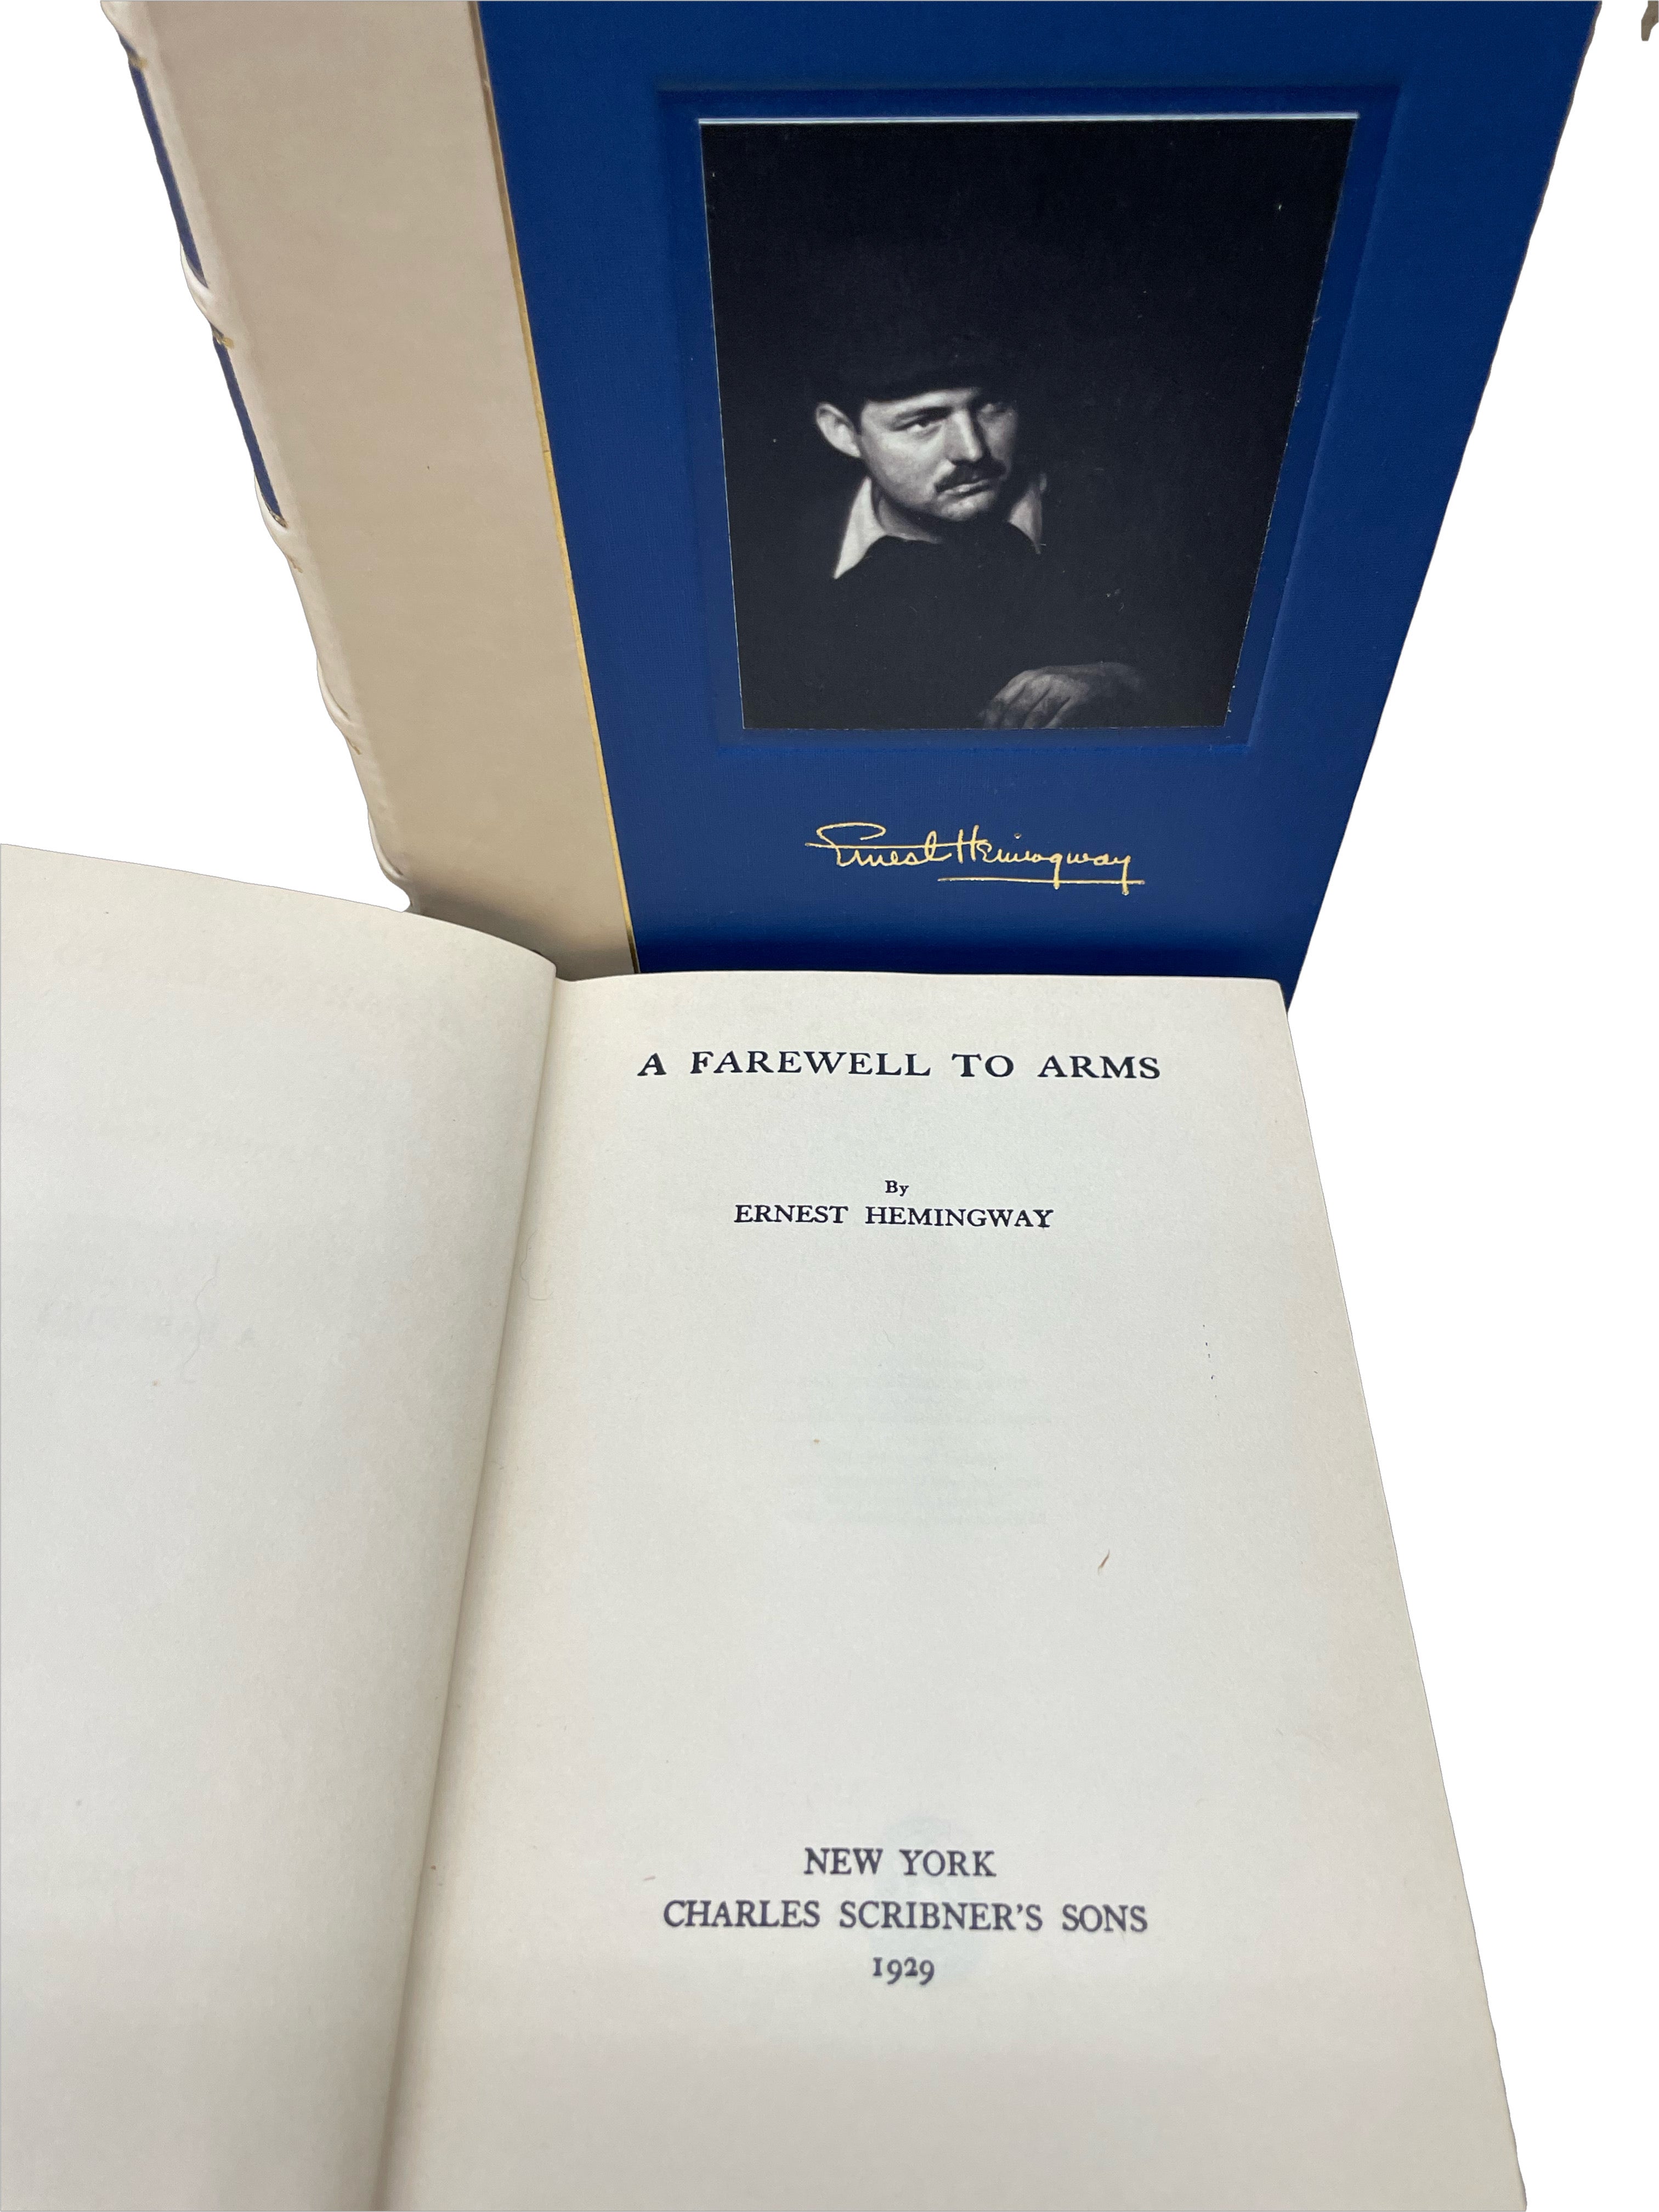 Ernest Hemingway
A FAREWELL TO ARMS
By
ERNEST HEMINGWAY
NEW YORK
CHARLES SCRIBNER'S SONS
1929